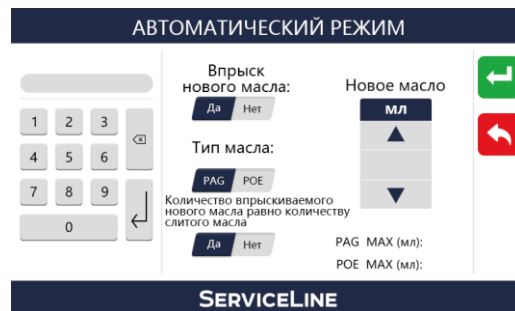 АВТОМАТИЧЕСКИЙ РЕЖИМ
1 2 3
4 5 6
7 8 9
0
Впрыск
нового масла:
Да Нет
Тип масла:
PAG POE
Количество впрыскиваемого
нового масла равно количеству
слитого масла
Да Нет
Новое масло
мл
PAG MAX (мл):
POE MAX (мл):
SERVICELINE